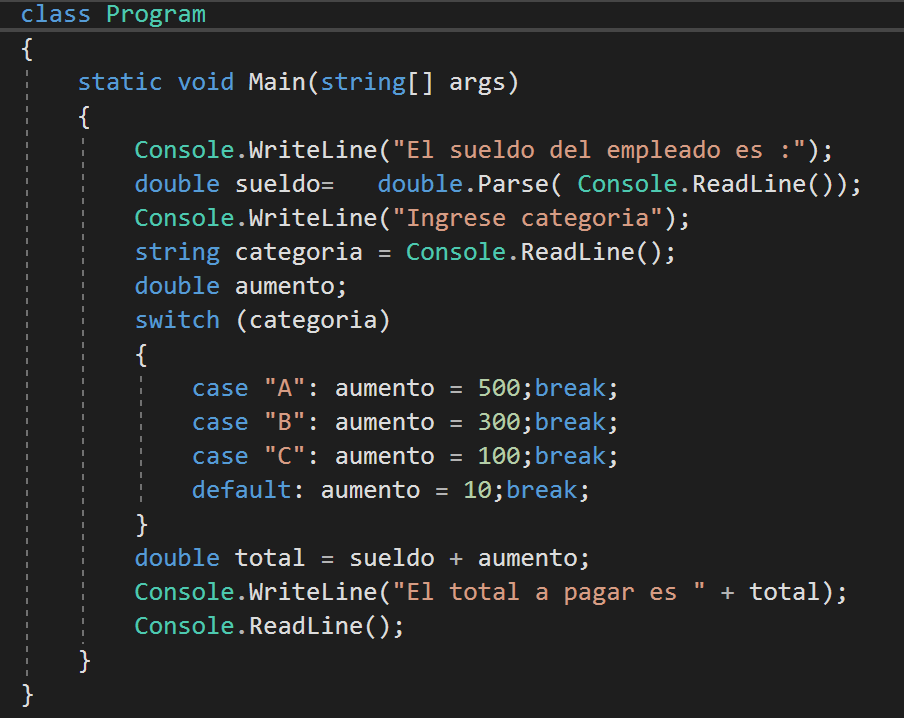 class Program
{
    static void Main(string[] args)
    {
        Console.WriteLine("El sueldo del empleado es :");
        double sueldo=   double.Parse( Console.ReadLine());
        Console.WriteLine("Ingrese categoria");
        string categoria = Console.ReadLine();
        double aumento;
        switch (categoria)
        {
            case "A": aumento = 500;break;
            case "B": aumento = 300;break;
            case "C": aumento = 100;break;
            default: aumento = 10;break;
        }
        double total = sueldo + aumento;
        Console.WriteLine("El total a pagar es " + total);
        Console.ReadLine();
    }
}